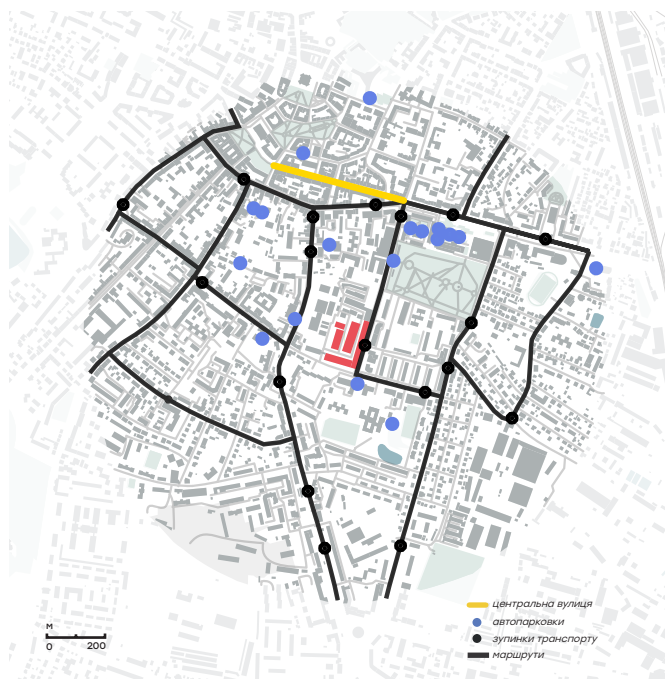 центральна вулиця
автопарковки
зупинки транспорту
маршрути
м
0 200